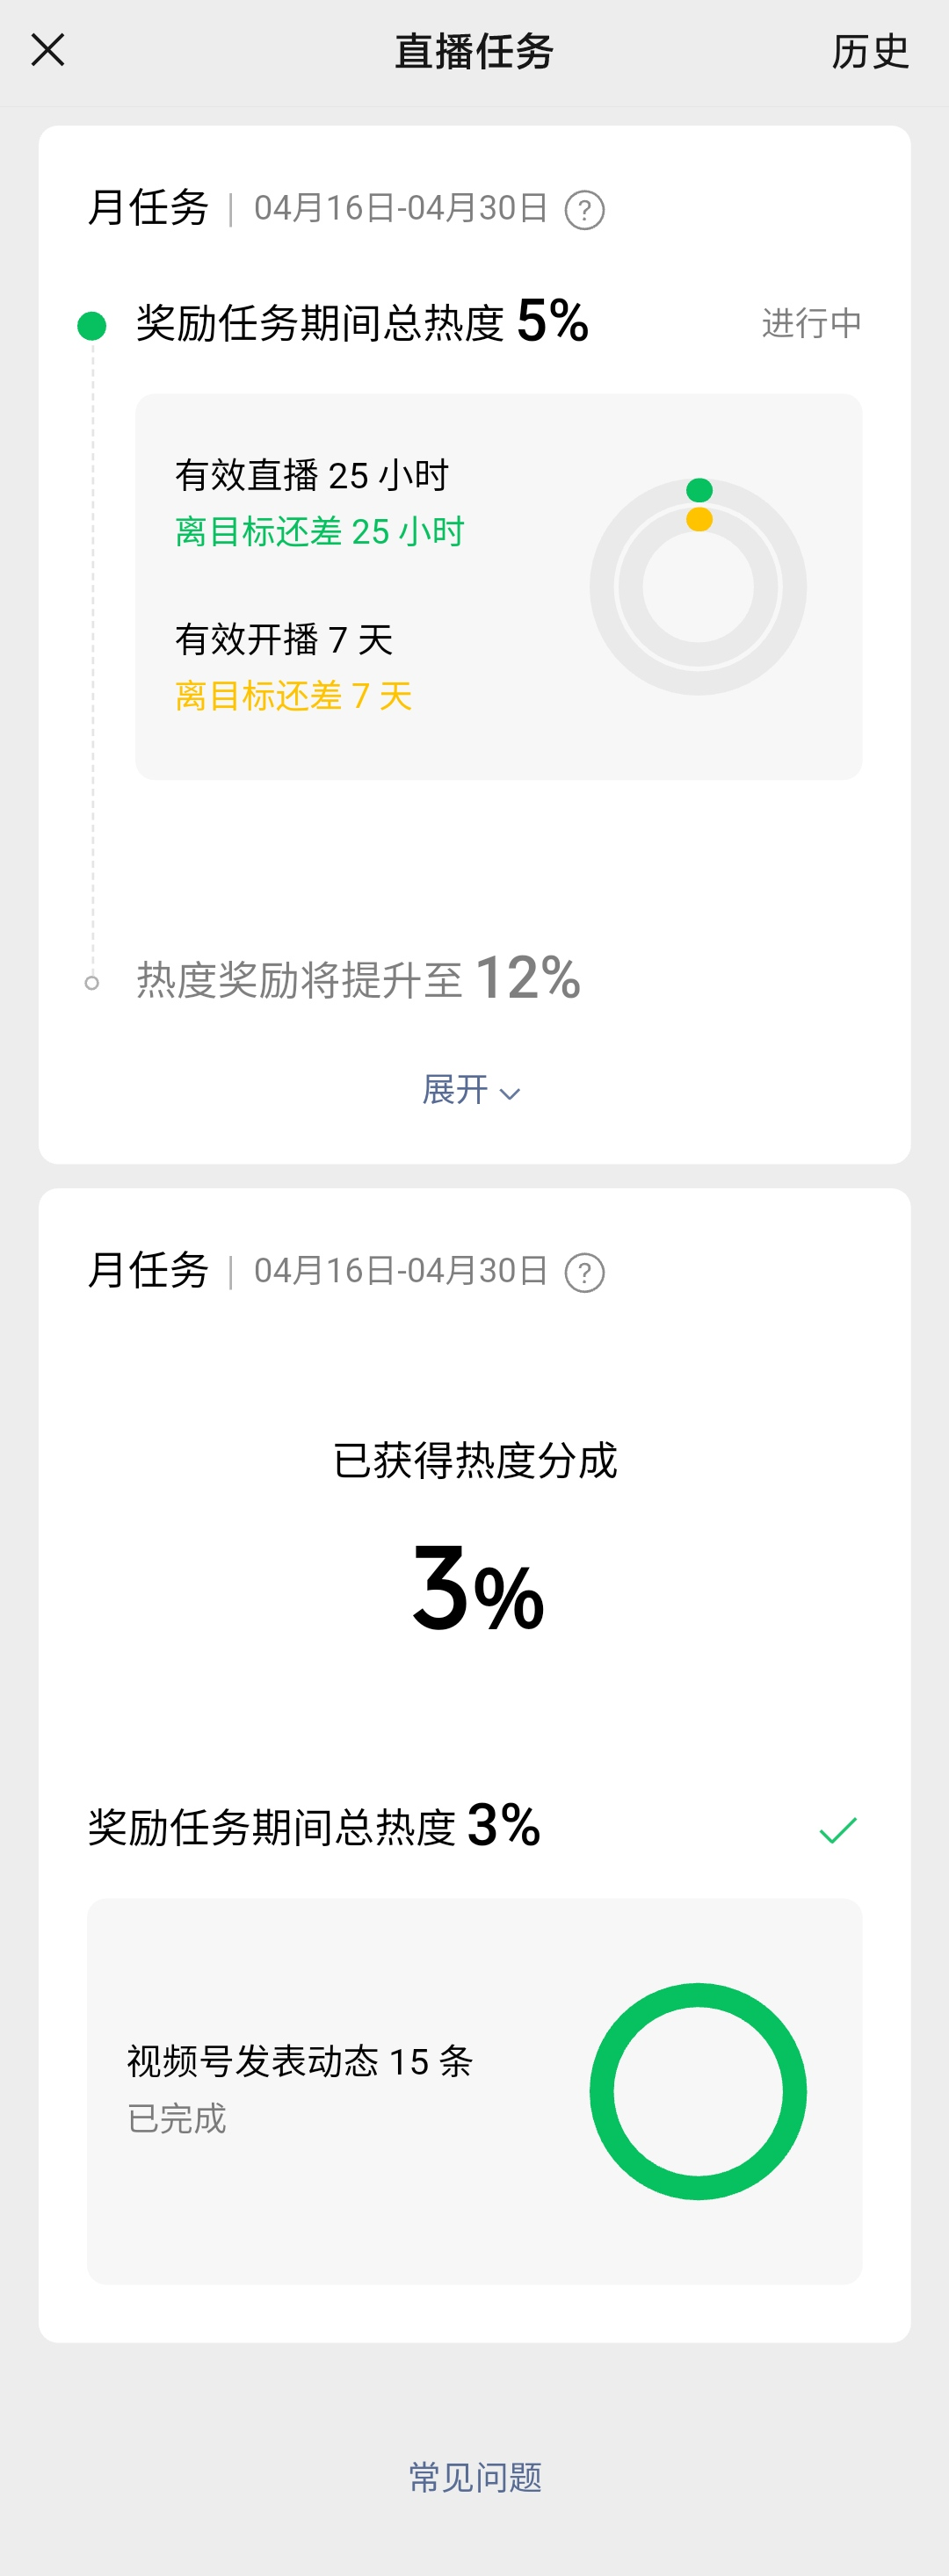 直播任务
历史
月任务 | 04月16日-04月30日 ?
奖励任务期间总热度 5%
进行中
有效直播 25 小时
离目标还差 25 小时
有效开播 7 天
离目标还差 7 天
热度奖励将提升至 12%
展开
月任务 | 04月16日-04月30日 ?
已获得热度分成
3%
奖励任务期间总热度 3%
视频号发表动态 15 条
已完成
常见问题